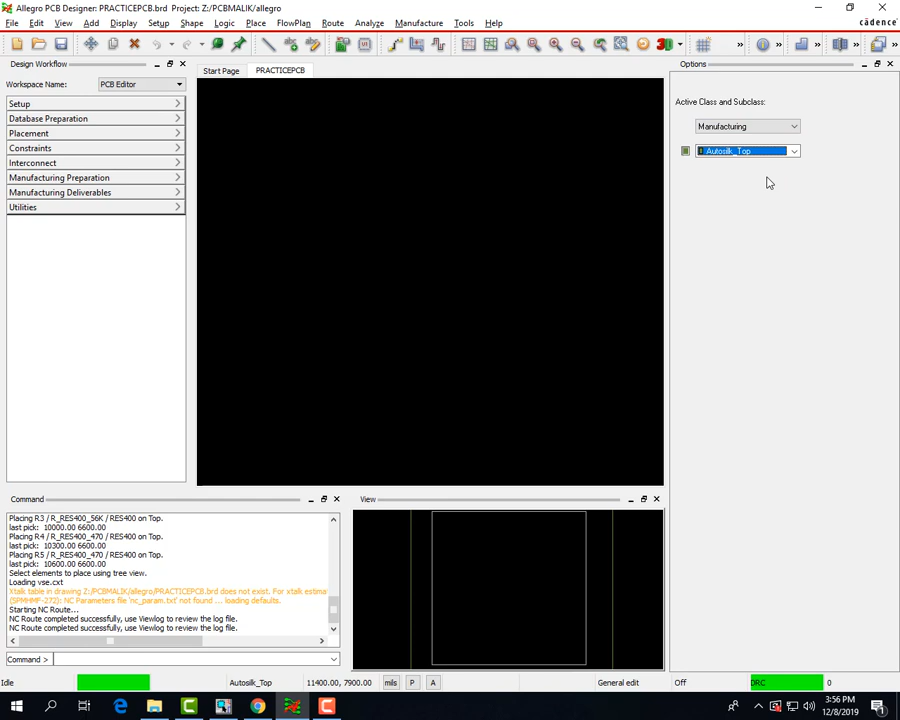 Allegro PCB Designer: PRACTICEPCB.brd Project: Z:/PCBMALIK/allegro
File Edit View Add Display Setup Shape Logic Place FlowPlan Route Analyze Manufacture Tools Help
cādence
3D
Design Workflow
Start Page PRACTICEPCB
Options
Workspace Name: PCB Editor
Setup
Database Preparation
Placement
Constraints
Interconnect
Manufacturing Preparation
Manufacturing Deliverables
Utilities
Active Class and Subclass:
Manufacturing
Autosilk_Top
Command
View
Placing R3 / R_RES400_56K / RES400 on Top.
last pick: 10000.00 6600.00
Placing R4 / R_RES400_470 / RES400 on Top.
last pick: 10300.00 6600.00
Placing R5 / R_RES400_470 / RES400 on Top.
last pick: 10600.00 6600.00
Select elements to place using tree view.
Loading vse.cxt
Xtalk table in drawing Z:/PCBMALIK/allegro/PRACTICEPCB.brd does not exist. For xtalk estimat
(SPMHMF-272): NC Parameters file 'nc_param.txt' not found ... loading defaults.
Starting NC Route...
NC Route completed successfully, use Viewlog to review the log file.
NC Route completed successfully, use Viewlog to review the log file.
Command >
Idle
Autosilk_Top
11400.00, 7900.00
mils
P
A
General edit
Off
DRC
0
3:56 PM
12/8/2019
1